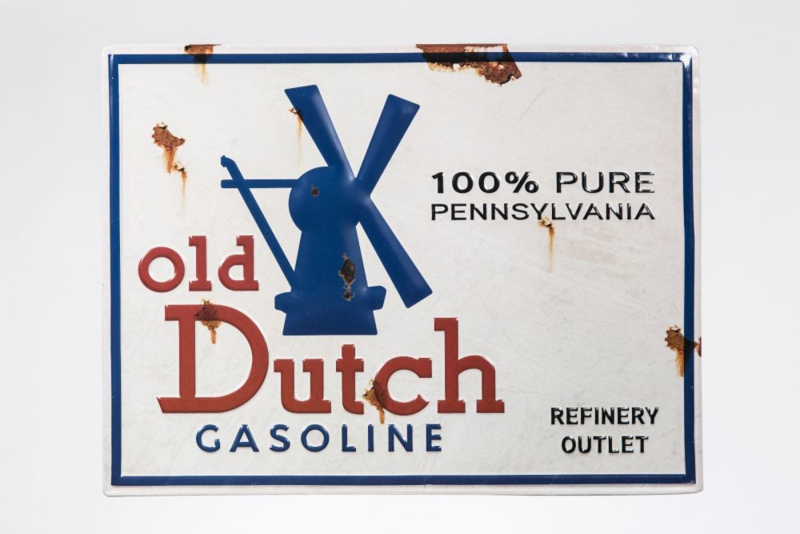 100% PURE
PENNSYLVANIA
old
Dutch
GASOLINE
REFINERY
OUTLET